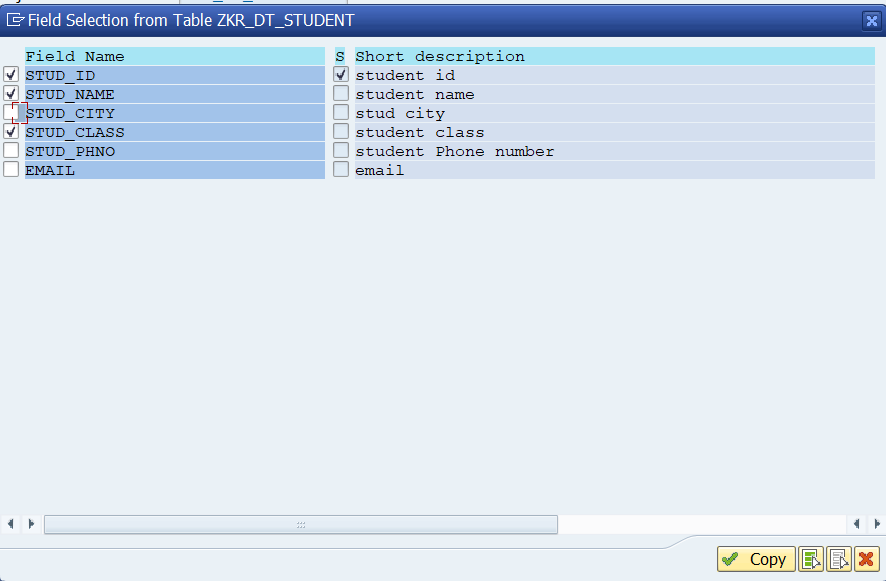 Field Selection from Table ZKR_DT_STUDENT
Field Name S Short description
STUD_ID student id
STUD_NAME student name
STUD_CITY stud city
STUD_CLASS student class
STUD_PHNO student Phone number
EMAIL email
Copy